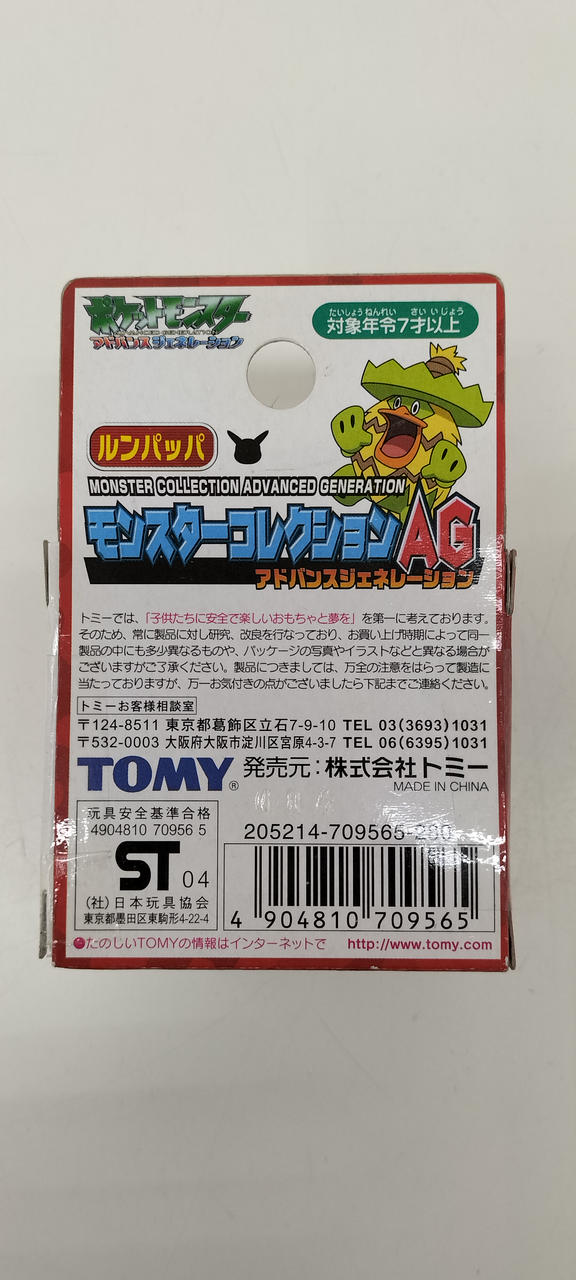 ポケットモンスター
ADVANCED GENERATION
アドバンスジェネレーション
たいしょうねんれい さいいじょう
対象年令7才以上
ルンパッパ
MONSTER COLLECTION ADVANCED GENERATION
モンスターコレクションAG
アドバンスジェネレーション
トミーでは、「子供たちに安全で楽しいおもちゃと夢を」を第一に考えております。
そのため、常に製品に対し研究、改良を行なっており、お買い上げ時期によって同一
製品の中にも多少異なるものや、パッケージの写真やイラストなどと異なる場合が
ございますがご了承ください。製品につきましては、万全の注意をはらって製造に
当たっておりますが、万一お気付きの点がございましたら下記までご連絡ください。
トミーお客様相談室
〒124-8511 東京都葛飾区立石7-9-10 TEL 03(3693)1031
〒532-0003 大阪府大阪市淀川区宮原4-3-7 TEL 06(6395)1031
TOMY® 発売元:株式会社トミー
MADE IN CHINA
玩具安全基準合格
4904810 70956 5
ST 04
(社)日本玩具協会
東京都墨田区東駒形4-22-4
205214-709565-200
4 904810 709565
●たのしいTOMYの情報はインターネットで http://www.tomy.com